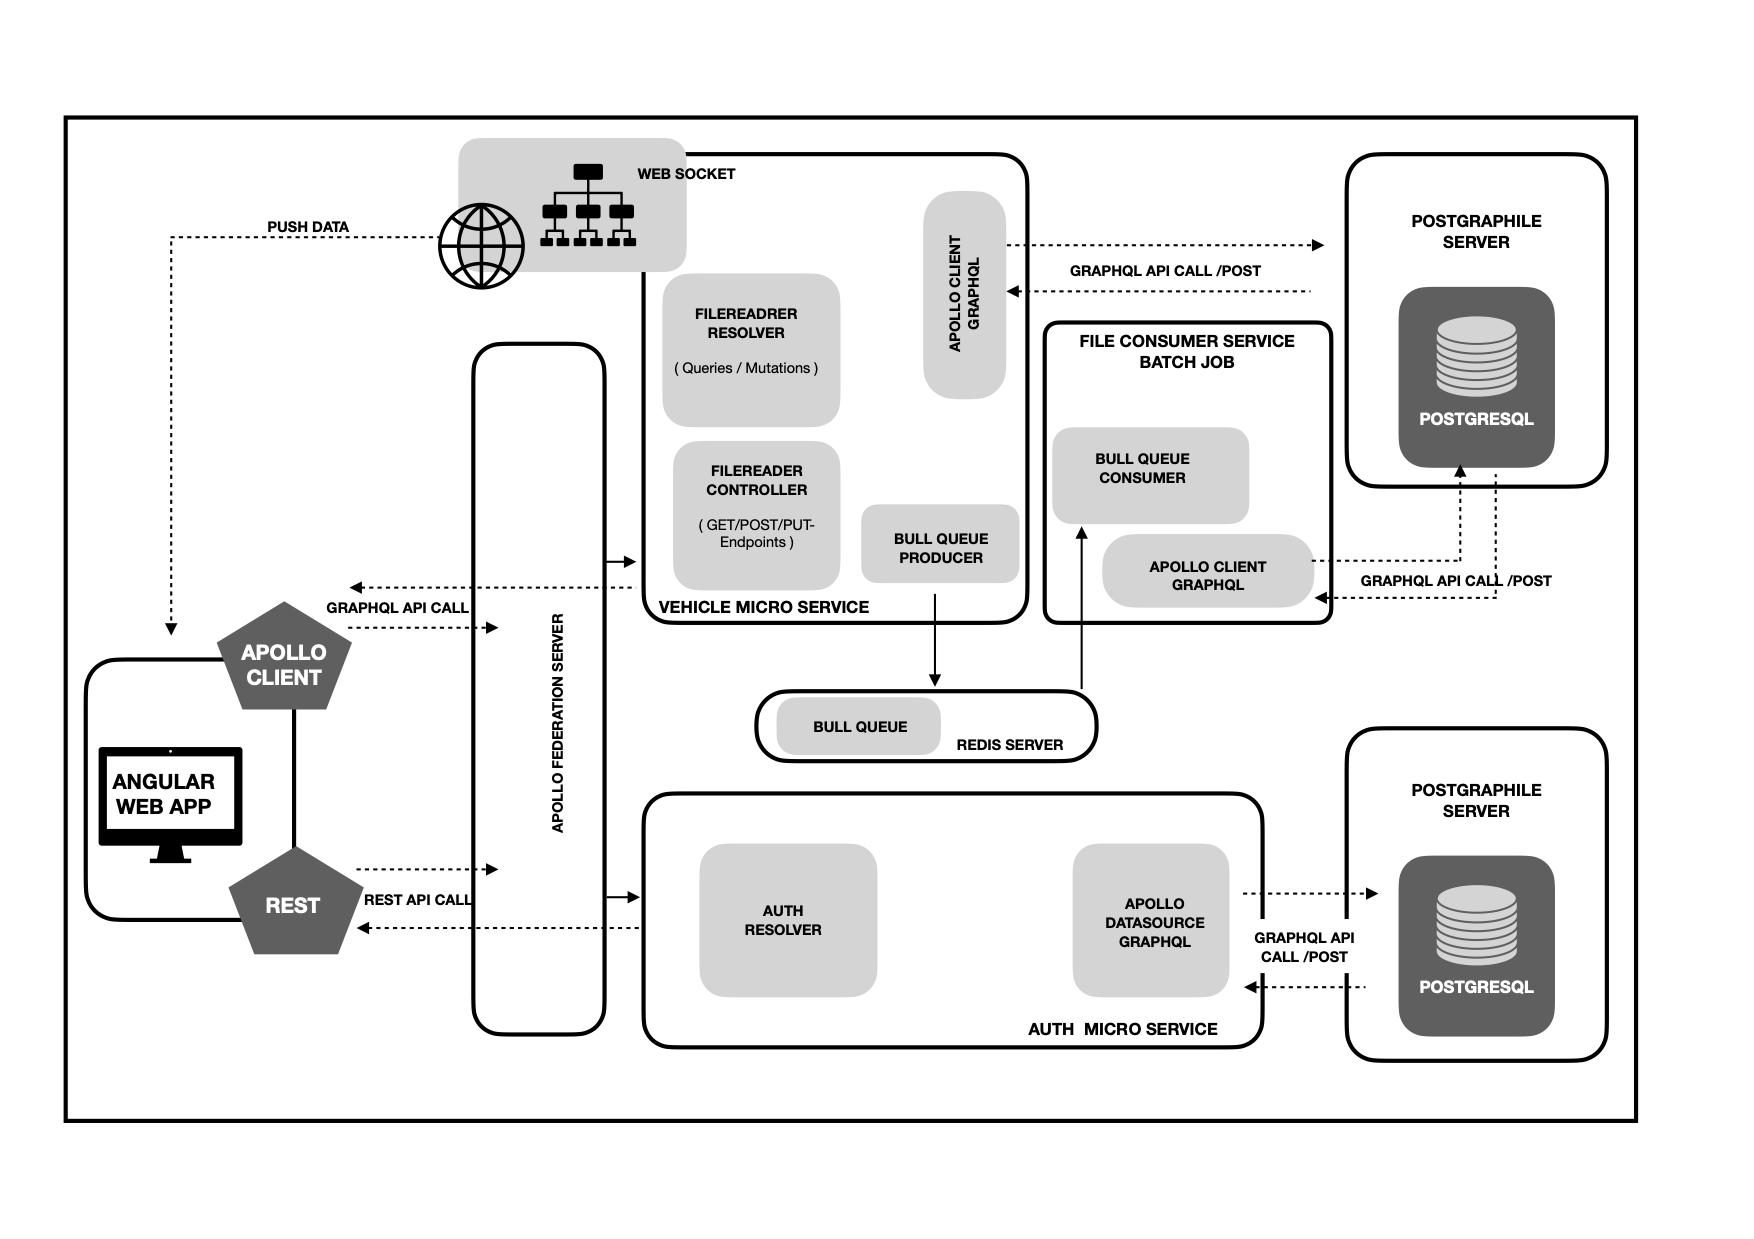 WEB SOCKET
PUSH DATA
FILEREADRER
RESOLVER
( Queries / Mutations )
FILEREADER
CONTROLLER
( GET/POST/PUT-
Endpoints )
APOLLO CLIENT
GRAPHQL
BULL QUEUE
PRODUCER
VEHICLE MICRO SERVICE
GRAPHQL API CALL /POST
FILE CONSUMER SERVICE
BATCH JOB
BULL QUEUE
CONSUMER
APOLLO CLIENT
GRAPHQL
POSTGRAPHILE
SERVER
POSTGRESQL
GRAPHQL API CALL /POST
GRAPHQL API CALL
APOLLO
CLIENT
ANGULAR
WEB APP
REST
REST API CALL
APOLLO FEDERATION SERVER
BULL QUEUE
REDIS SERVER
AUTH
RESOLVER
APOLLO
DATASOURCE
GRAPHQL
AUTH  MICRO SERVICE
GRAPHQL API
CALL /POST
POSTGRAPHILE
SERVER
POSTGRESQL